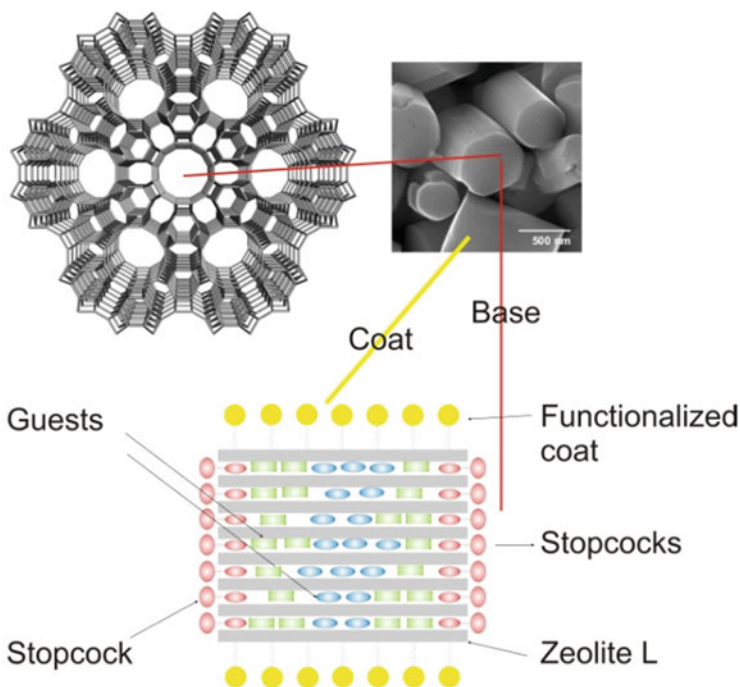 500 nm
Base
Coat
Guests
Functionalized
coat
Stopcocks
Stopcock
Zeolite L